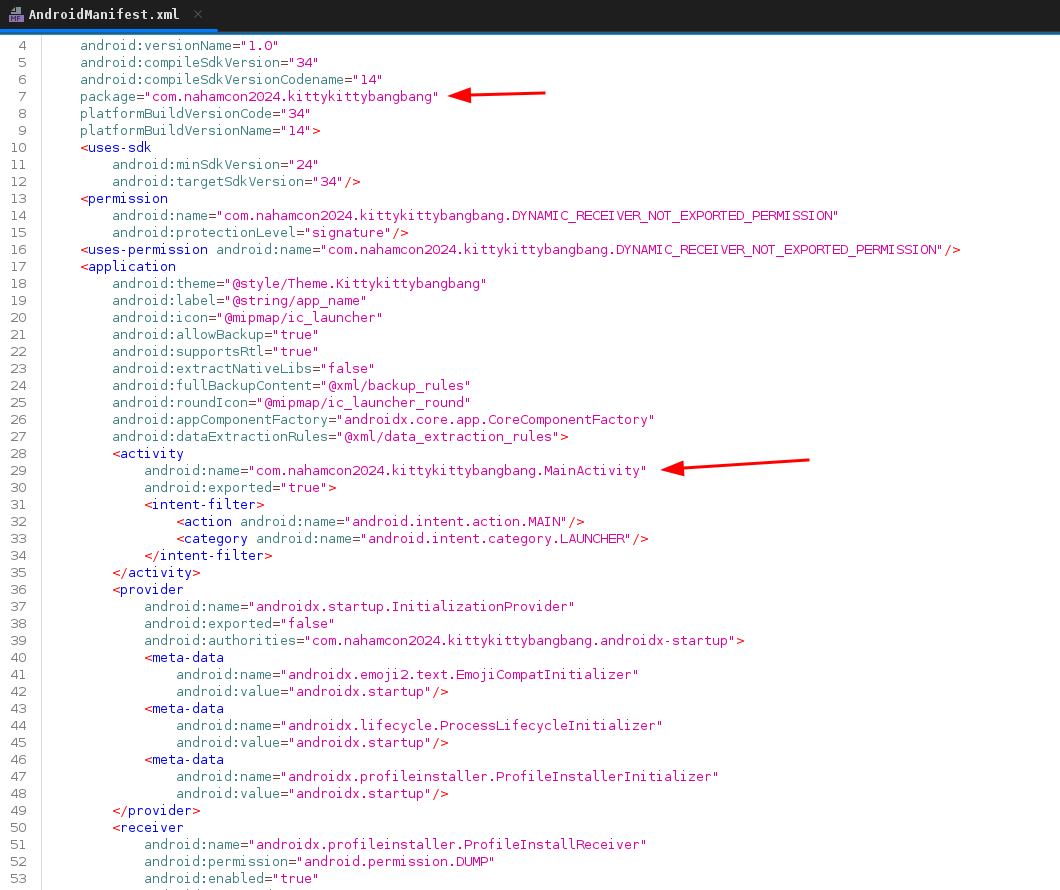 AndroidManifest.xml ×
4 android:versionName="1.0"
5 android:compileSdkVersion="34"
6 android:compileSdkVersionCodename="14"
7 package="com.nahamcon2024.kittykittybangbang"
8 platformBuildVersionCode="34"
9 platformBuildVersionName="14">
10 <uses-sdk
11 android:minSdkVersion="24"
12 android:targetSdkVersion="34"/>
13 <permission
14 android:name="com.nahamcon2024.kittykittybangbang.DYNAMIC_RECEIVER_NOT_EXPORTED_PERMISSION"
15 android:protectionLevel="signature"/>
16 <uses-permission android:name="com.nahamcon2024.kittykittybangbang.DYNAMIC_RECEIVER_NOT_EXPORTED_PERMISSION"/>
17 <application
18 android:theme="@style/Theme.Kittykittybangbang"
19 android:label="@string/app_name"
20 android:icon="@mipmap/ic_launcher"
21 android:allowBackup="true"
22 android:supportsRtl="true"
23 android:extractNativeLibs="false"
24 android:fullBackupContent="@xml/backup_rules"
25 android:roundIcon="@mipmap/ic_launcher_round"
26 android:appComponentFactory="androidx.core.app.CoreComponentFactory"
27 android:dataExtractionRules="@xml/data_extraction_rules">
28 <activity
29 android:name="com.nahamcon2024.kittykittybangbang.MainActivity"
30 android:exported="true">
31 <intent-filter>
32 <action android:name="android.intent.action.MAIN"/>
33 <category android:name="android.intent.category.LAUNCHER"/>
34 </intent-filter>
35 </activity>
36 <provider
37 android:name="androidx.startup.InitializationProvider"
38 android:exported="false"
39 android:authorities="com.nahamcon2024.kittykittybangbang.androidx-startup">
40 <meta-data
41 android:name="androidx.emoji2.text.EmojiCompatInitializer"
42 android:value="androidx.startup"/>
43 <meta-data
44 android:name="androidx.lifecycle.ProcessLifecycleInitializer"
45 android:value="androidx.startup"/>
46 <meta-data
47 android:name="androidx.profileinstaller.ProfileInstallerInitializer"
48 android:value="androidx.startup"/>
49 </provider>
50 <receiver
51 android:name="androidx.profileinstaller.ProfileInstallReceiver"
52 android:permission="android.permission.DUMP"
53 android:enabled="true"